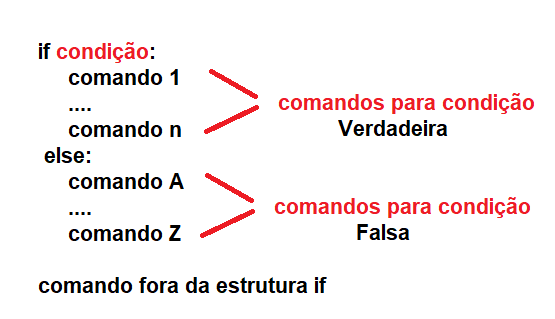 if condição:
comando 1
....
comando n
comandos para condição
Verdadeira
else:
comando A
....
comando Z
comandos para condição
Falsa
comando fora da estrutura if